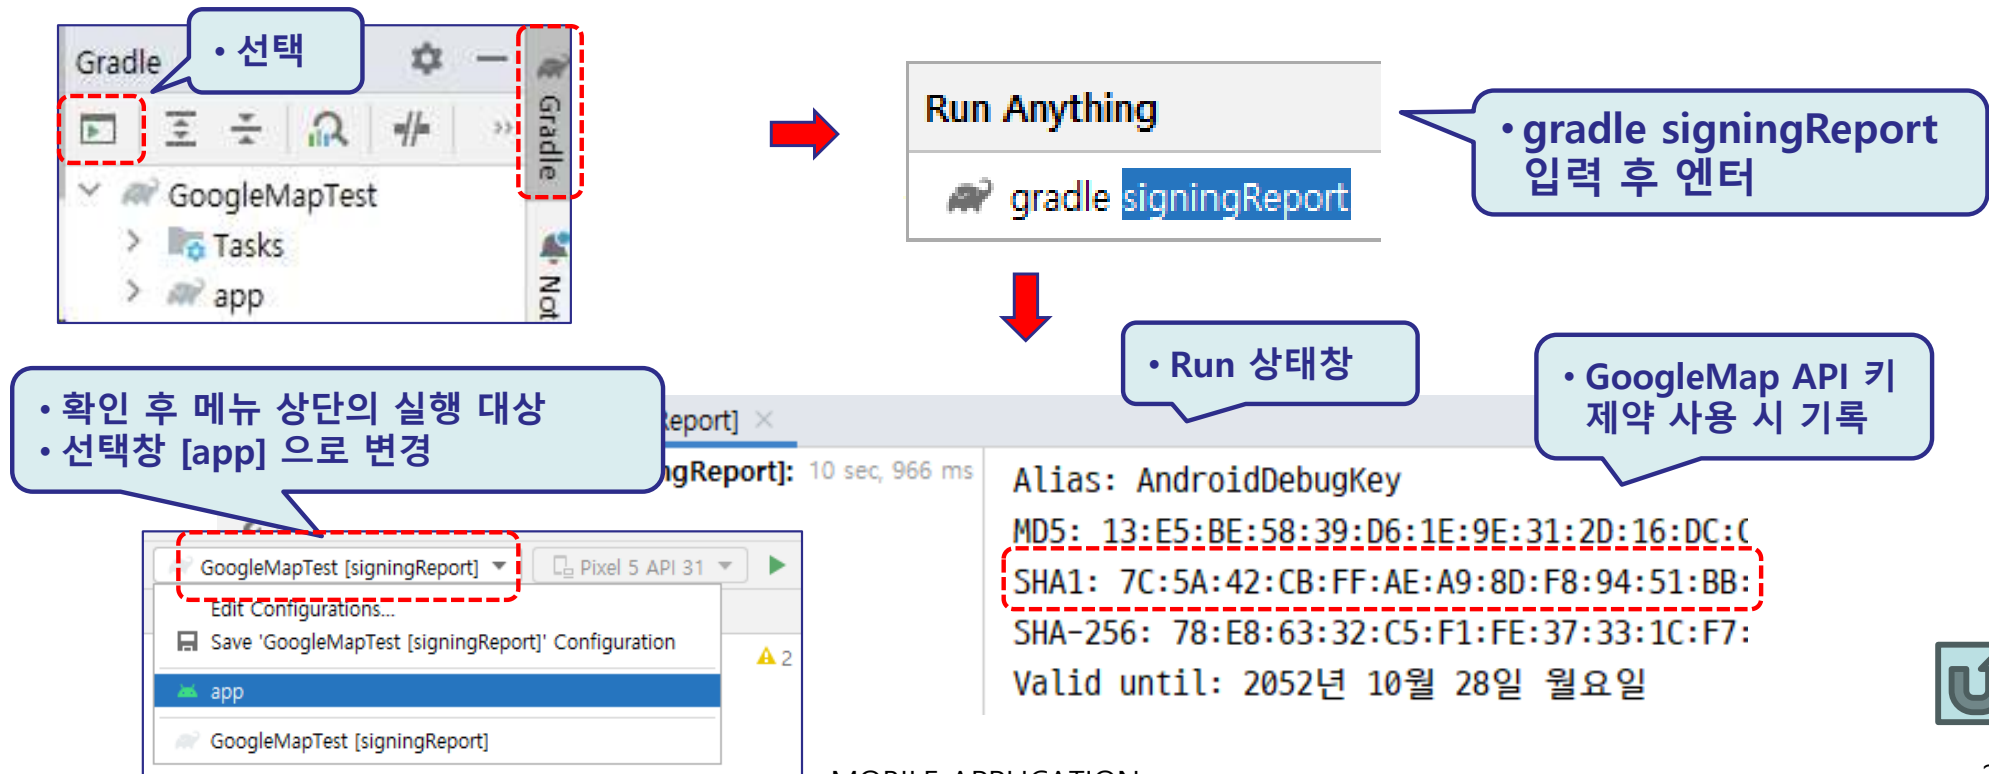 Gradle
• 선택
Gradle
GoogleMapTest
Tasks
app
Not
Run Anything
gradle signingReport
• gradle signingReport
입력 후 엔터
• Run 상태창
• GoogleMap API 키
제약 사용 시 기록
• 확인 후 메뉴 상단의 실행 대상
• 선택창 [app] 으로 변경
Report]
ngReport]: 10 sec, 966 ms
Alias: AndroidDebugKey
MD5: 13:E5:BE:58:39:D6:1E:9E:31:2D:16:DC:
SHA1: 7C:5A:42:CB:FF:AE:A9:8D:F8:94:51:BB:
SHA-256: 78:E8:63:32:C5:F1:FE:37:33:1C:F7:
Valid until: 2052년 10월 28일 월요일
GoogleMapTest [signingReport]
Pixel 5 API 31
Edit Configurations...
Save 'GoogleMapTest [signingReport]' Configuration
2
app
GoogleMapTest [signingReport]
MOBILE APPLICATION